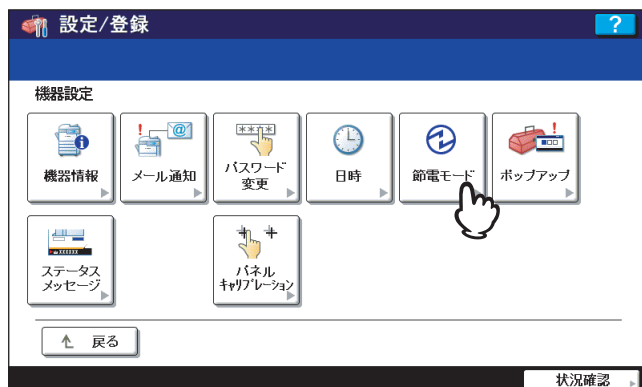 設定/登録
?
機器設定
機器情報
メール通知
****
パスワード
変更
日時
節電モード
ポップアップ
ステータス
メッセージ
パネル
ｷｬﾘﾌﾞﾚｰｼｮﾝ
戻る
状況確認